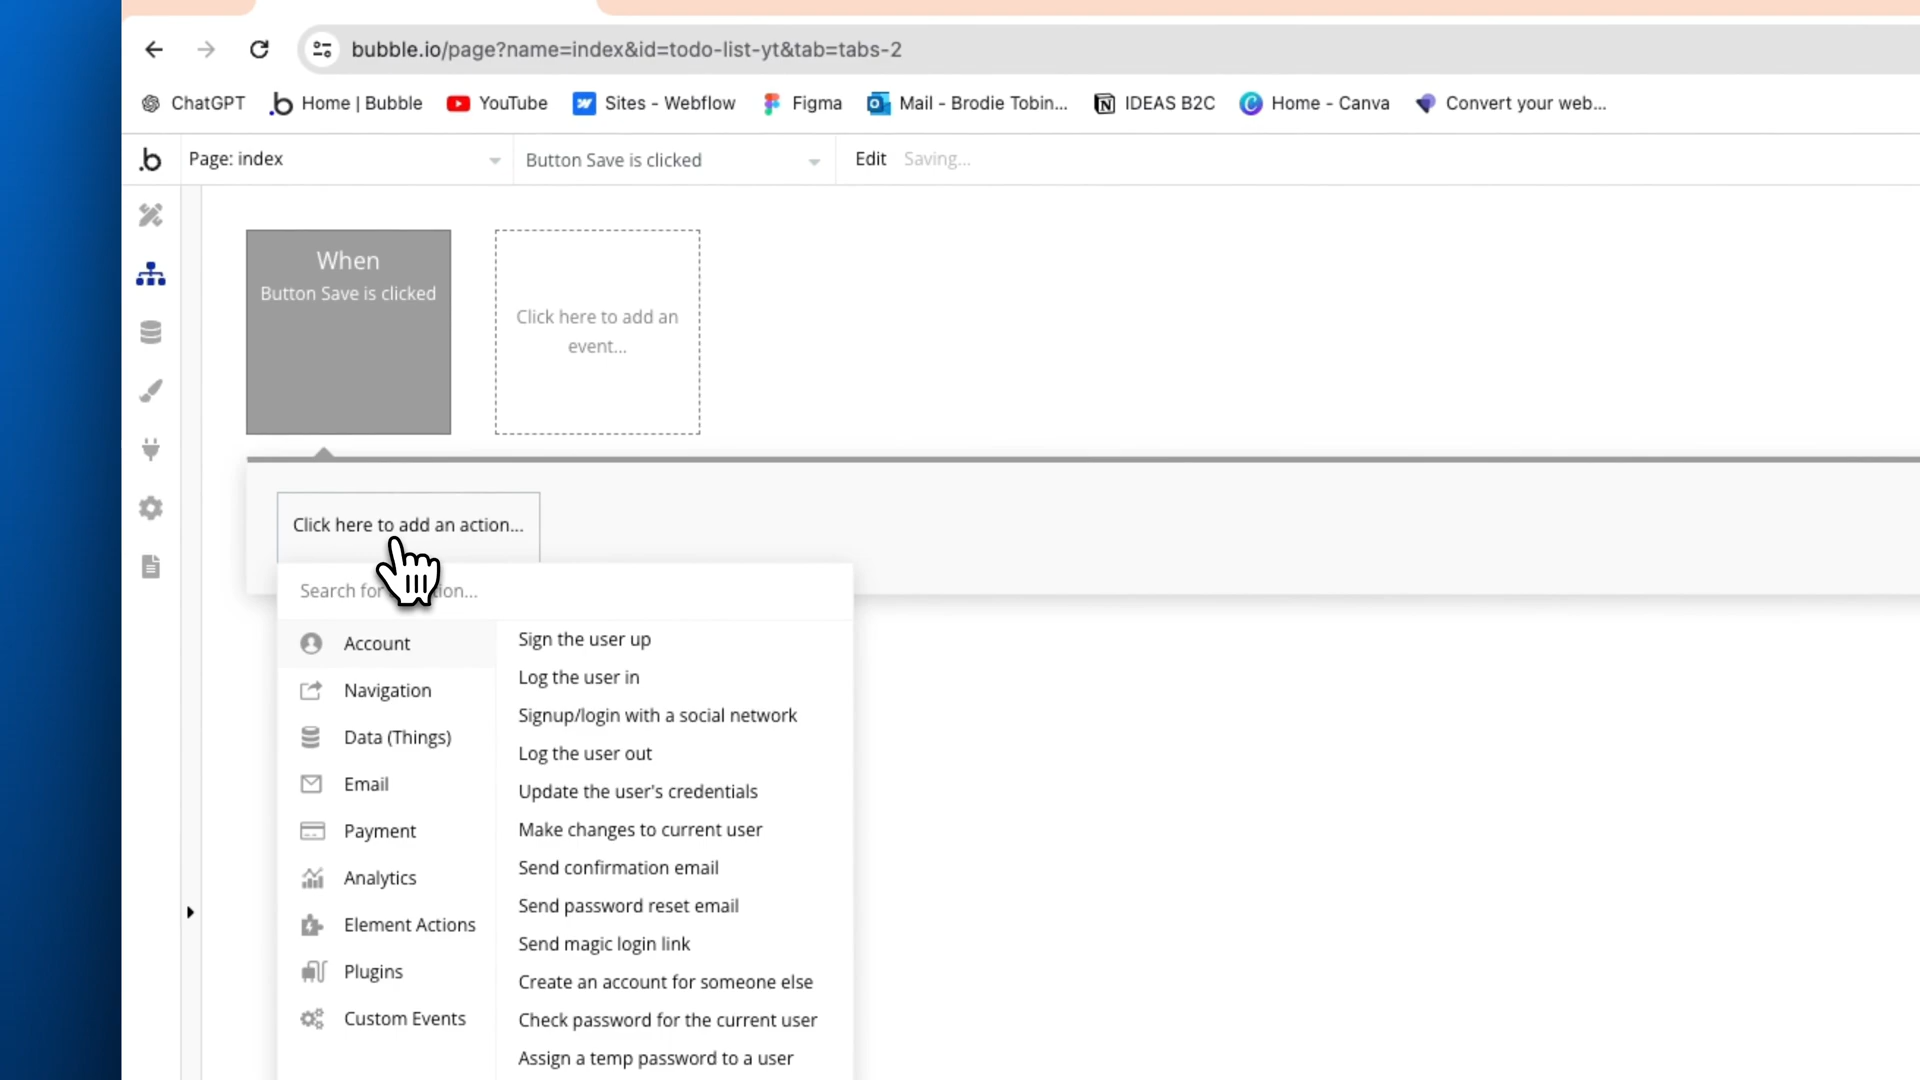 bubble.io/page?name=index&id=todo-list-yt&tab=tabs-2
ChatGPT
Home | Bubble
YouTube
Sites - Webflow
Figma
Mail - Brodie Tobin...
IDEAS B2C
Home - Canva
Convert your web...
.b
Page: index
Button Save is clicked
Edit
Saving...
When
Button Save is clicked
Click here to add an
event...
Click here to add an action...
Search for
Account
Navigation
Data (Things)
Email
Payment
Analytics
Element Actions
Plugins
Custom Events
Sign the user up
Log the user in
Signup/login with a social network
Log the user out
Update the user's credentials
Make changes to current user
Send confirmation email
Send password reset email
Send magic login link
Create an account for someone else
Check password for the current user
Assign a temp password to a user